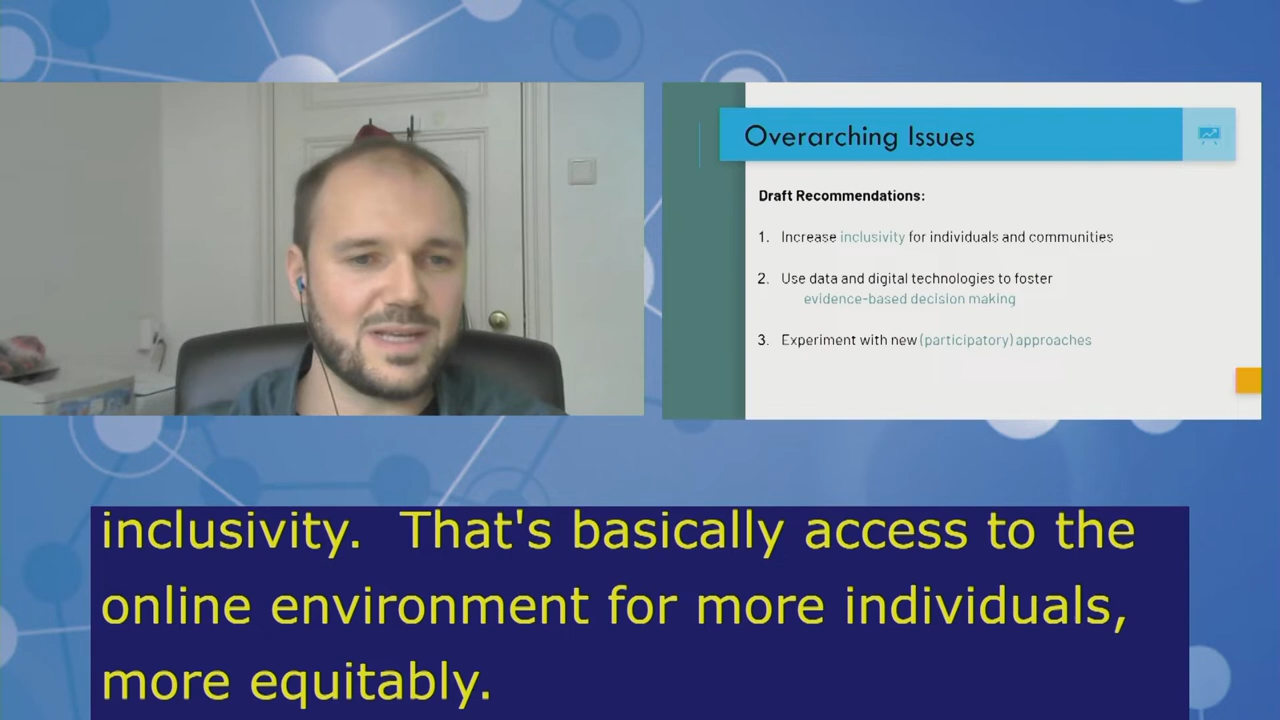 Overarching Issues
Draft Recommendations:
1. Increase inclusivity for individuals and communities
2. Use data and digital technologies to foster
evidence-based decision making
3. Experiment with new (participatory) approaches
inclusivity.  That's basically access to the
online environment for more individuals,
more equitably.